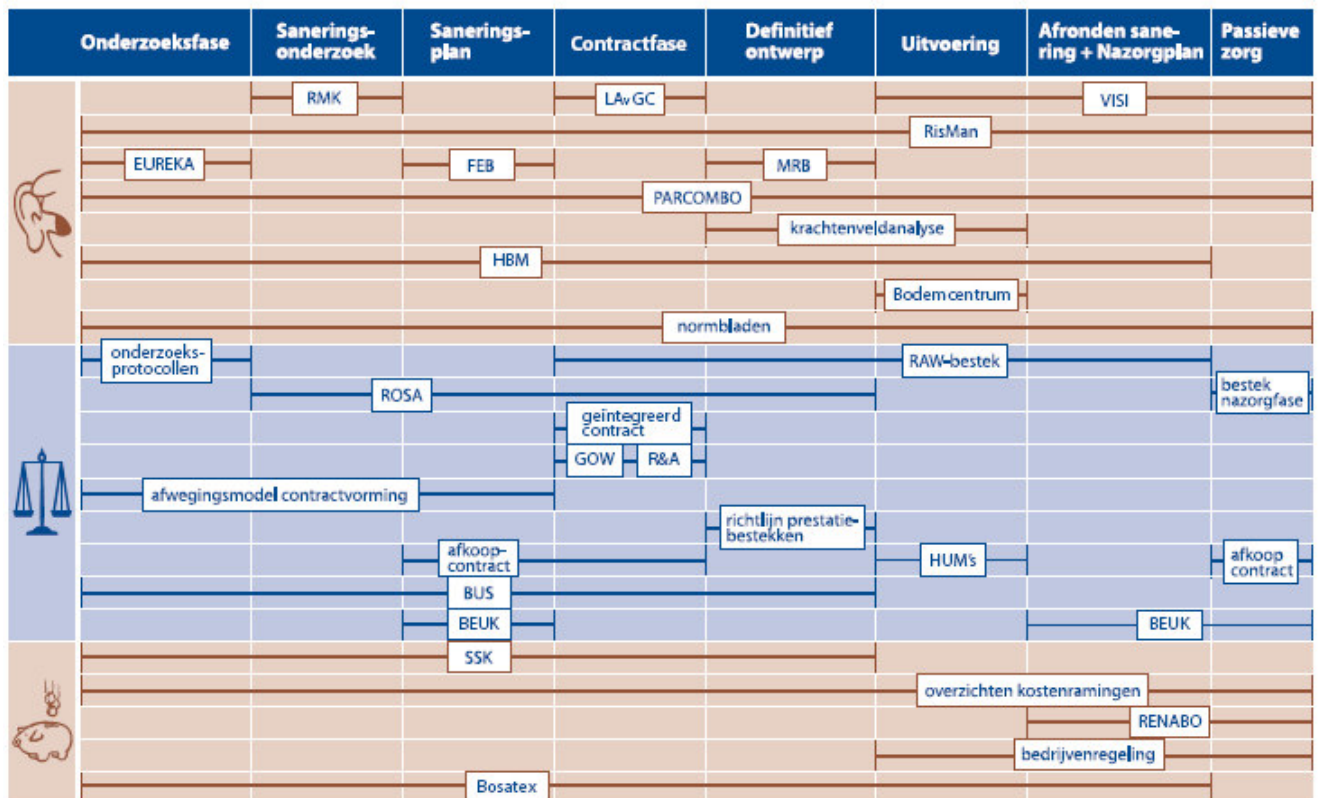 Onderzoeksfase
Sanerings-
onderzoek
Sanerings-
plan
Contractfase
Definitief
ontwerp
Uitvoering
Afronden sane-
ring + Nazorgplan
Passieve
zorg
RMK
LAvGC
VISI
RisMan
EUREKA
FEB
MRB
PARCOMBO
krachtenveldanalyse
HBM
Bodemcentrum
normbladen
onderzoeks-
protocollen
RAW-bestek
ROSA
bestek
nazorgfase
geïntegreerd
contract
GOW
R&A
afwegingsmodel contractvorming
richtlijn prestatie-
bestekken
afkoop-
contract
HUM's
afkoop
contract
BUS
BEUK
BEUK
SSK
overzichten kostenramingen
RENABO
bedrijvenregeling
Bosatex